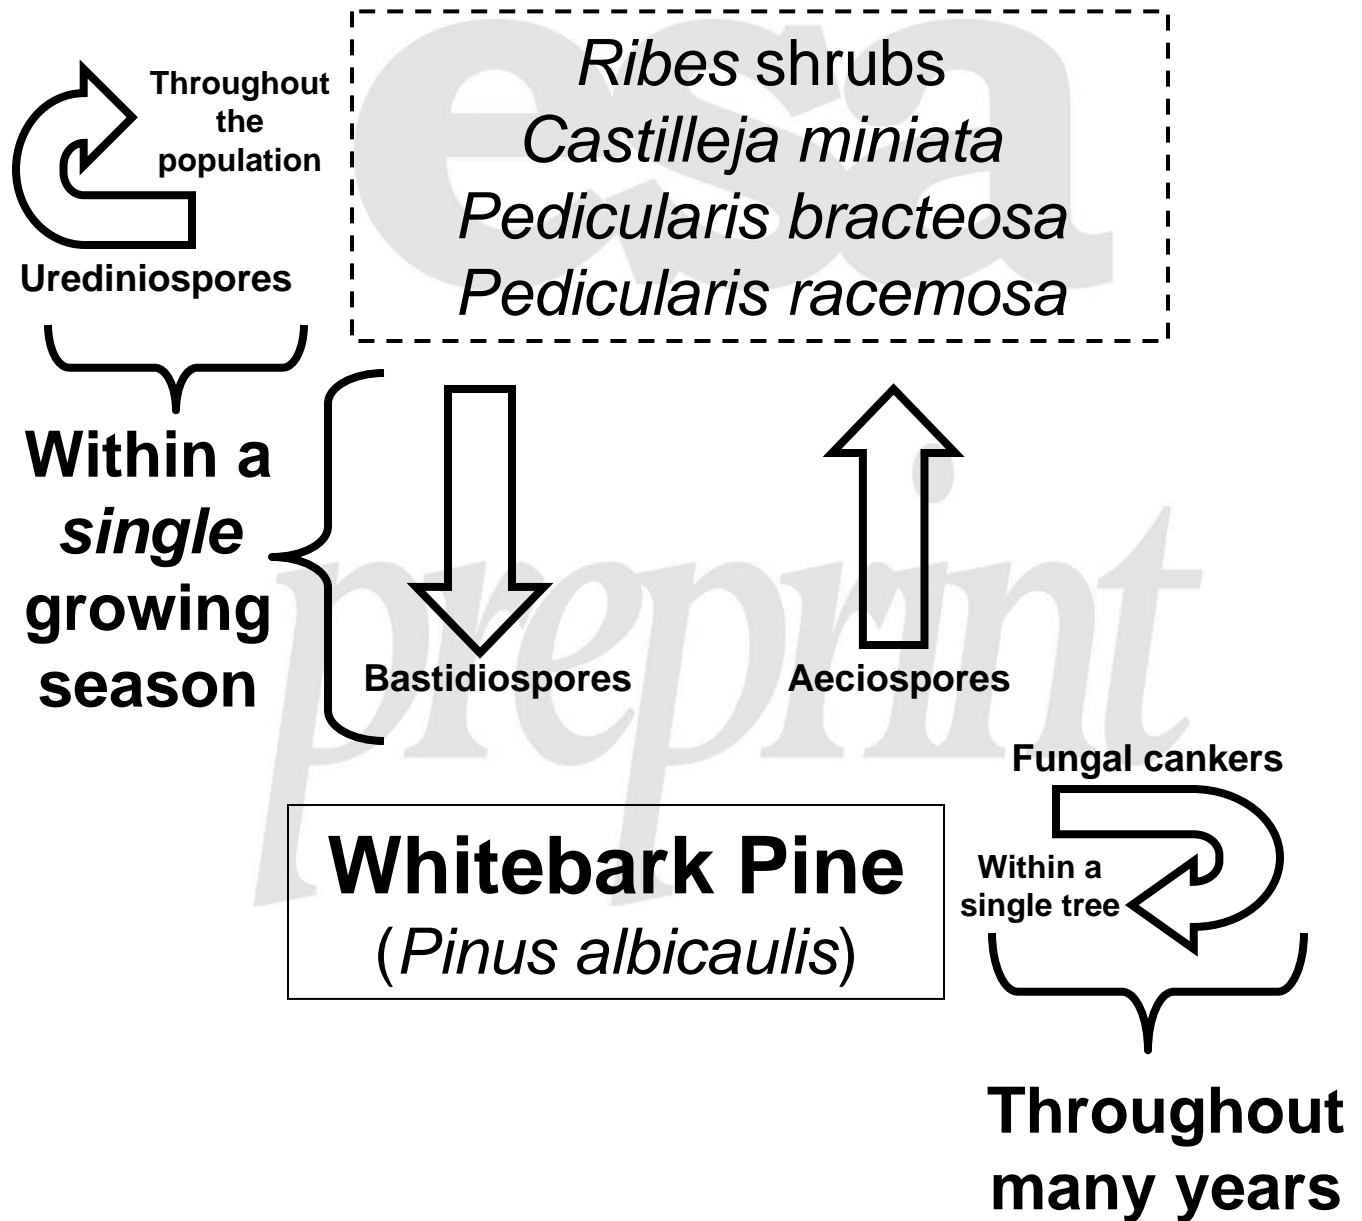 Ribes shrubs
Castilleja miniata
Pedicularis bracteosa
Pedicularis racemosa
Throughout
the
population
Urediniospores
Within a
single
growing
season
Bastidiospores
Aeciospores
Fungal cankers
Within a
single tree
Whitebark Pine
(Pinus albicaulis)
Throughout
many years
esa
preprint